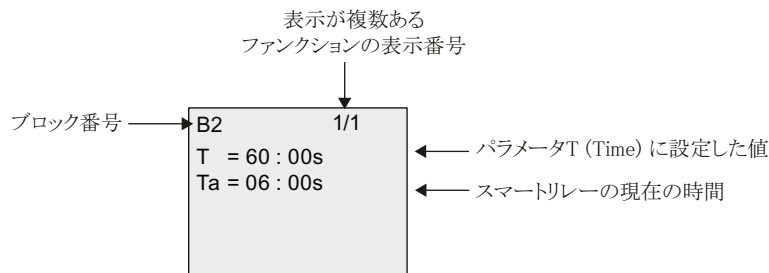 表示が複数ある
ファンクションの表示番号
ブロック番号
B2 1/1
T = 60 : 00s
パラメータT (Time) に設定した値
Ta = 06 : 00s
スマートリレーの現在の時間